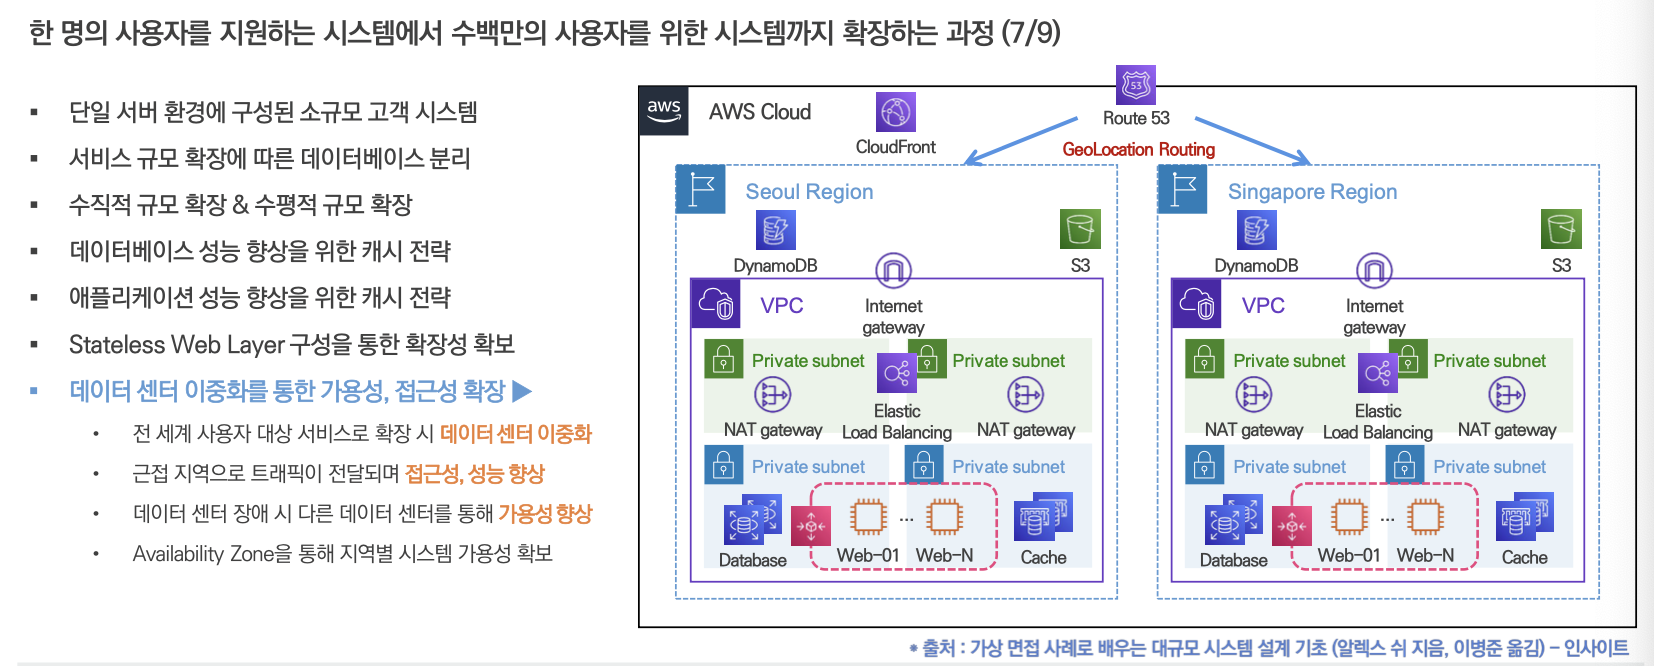 한 명의 사용자를 지원하는 시스템에서 수백만의 사용자를 위한 시스템까지 확장하는 과정 (7/9)
▪ 단일 서버 환경에 구성된 소규모 고객 시스템
▪ 서비스 규모 확장에 따른 데이터베이스 분리
▪ 수직적 규모 확장 & 수평적 규모 확장
▪ 데이터베이스 성능 향상을 위한 캐시 전략
▪ 애플리케이션 성능 향상을 위한 캐시 전략
▪ Stateless Web Layer 구성을 통한 확장성 확보
▪ 데이터 센터 이중화를 통한 가용성, 접근성 확장 ▶
• 전 세계 사용자 대상 서비스로 확장 시 데이터 센터 이중화
• 근접 지역으로 트래픽이 전달되며 접근성, 성능 향상
• 데이터 센터 장애 시 다른 데이터 센터를 통해 가용성 향상
• Availability Zone을 통해 지역별 시스템 가용성 확보
aws
AWS Cloud
CloudFront
53
Route 53
GeoLocation Routing
Seoul Region
DynamoDB
S3
Internet
gateway
VPC
Private subnet
Private subnet
NAT gateway
Elastic
Load Balancing
NAT gateway
Private subnet
Private subnet
Database
Web-01
...
Web-N
Cache
Singapore Region
DynamoDB
S3
Internet
gateway
VPC
Private subnet
Private subnet
NAT gateway
Elastic
Load Balancing
NAT gateway
Private subnet
Private subnet
Database
Web-01
...
Web-N
Cache
* 출처 : 가상 면접 사례로 배우는 대규모 시스템 설계 기초 (알렉스 쉬 지음, 이병준 옮김) - 인사이트